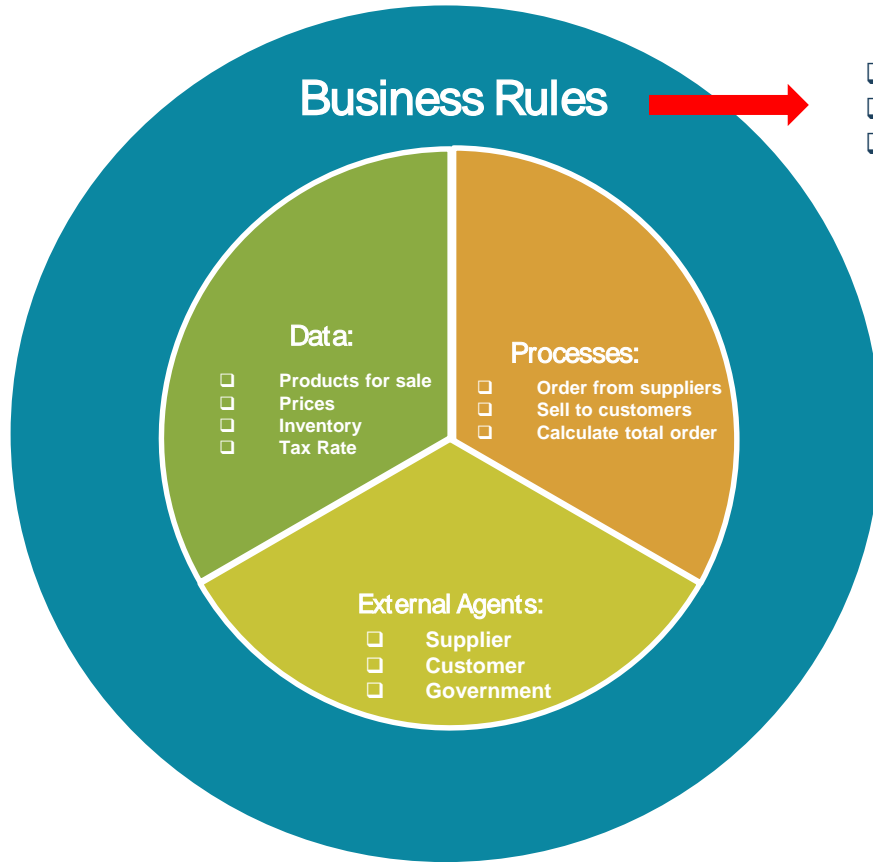 Business Rules
Data:
❑ Products for sale
❑ Prices
❑ Inventory
❑ Tax Rate
Processes:
❑ Order from suppliers
❑ Sell to customers
❑ Calculate total order
External Agents:
❑ Supplier
❑ Customer
❑ Government